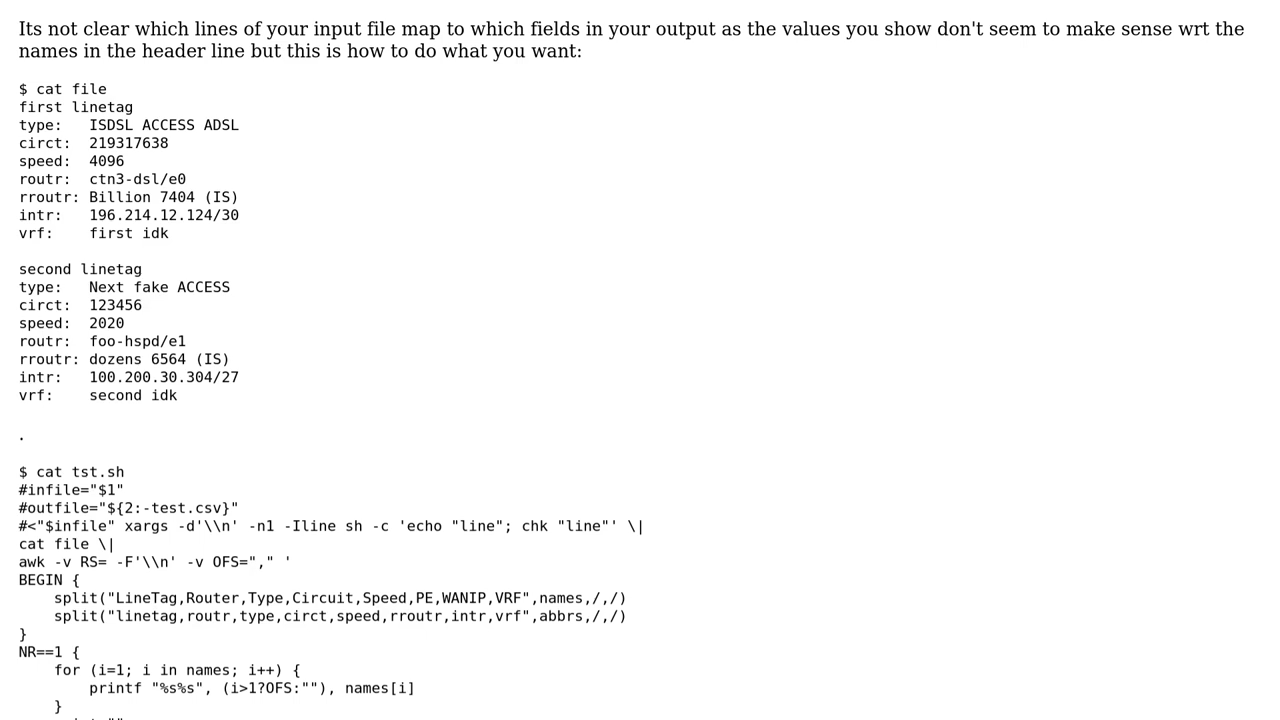 Its not clear which lines of your input file map to which fields in your output as the values you show don't seem to make sense wrt the
names in the header line but this is how to do what you want:
$ cat file
first linetag
type:   ISDSL ACCESS ADSL
circt:  219317638
speed:  4096
routr:  ctn3-dsl/e0
rroutr: Billion 7404 (IS)
intr:   196.214.12.124/30
vrf:    first idk

second linetag
type:   Next fake ACCESS
circt:  123456
speed:  2020
routr:  foo-hspd/e1
rroutr: dozens 6564 (IS)
intr:   100.200.30.304/27
vrf:    second idk

.

$ cat tst.sh
#infile="$1"
#outfile="${2:-test.csv}"
#<"$infile" xargs -d'\\n' -n1 -Iline sh -c 'echo "line"; chk "line"' \|
cat file \|
awk -v RS= -F'\\n' -v OFS="," '
BEGIN {
    split("LineTag,Router,Type,Circuit,Speed,PE,WANIP,VRF",names,/,/)
    split("linetag,routr,type,circt,speed,rroutr,intr,vrf",abbrs,/,/)
}
NR==1 {
    for (i=1; i in names; i++) {
        printf "%s%s", (i>1?OFS:""), names[i]
    }